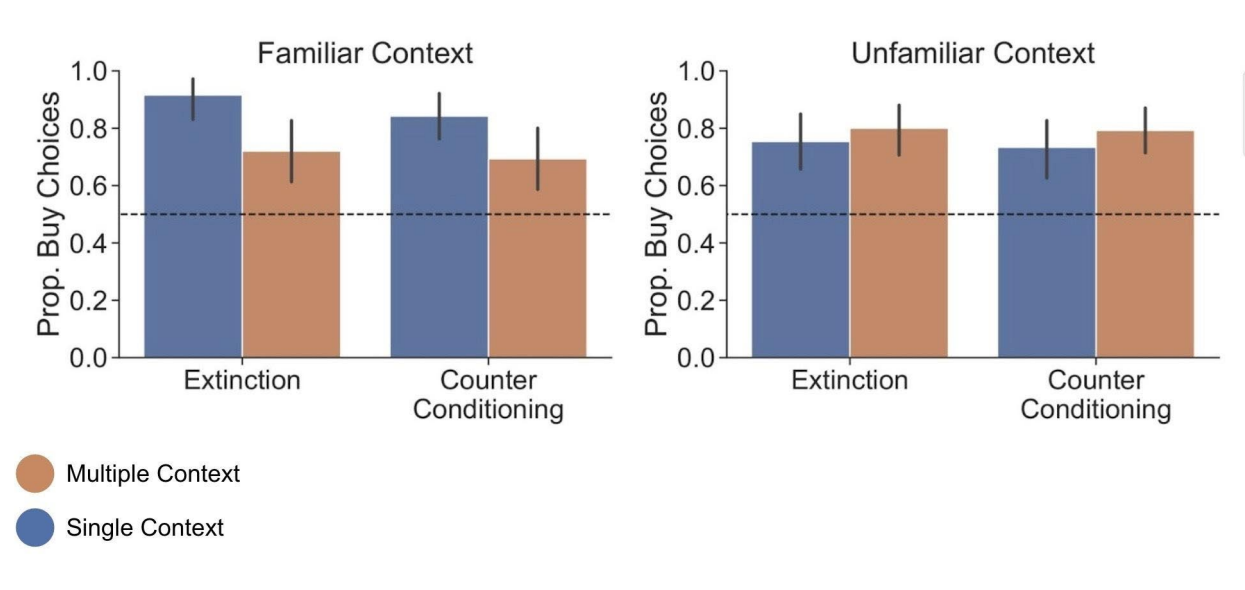 Familiar Context
Prop. Buy Choices
1.0
0.8
0.6
0.4
0.2
0.0
Extinction
Counter
Conditioning
Unfamiliar Context
Prop. Buy Choices
1.0
0.8
0.6
0.4
0.2
0.0
Extinction
Counter
Conditioning
Multiple Context
Single Context